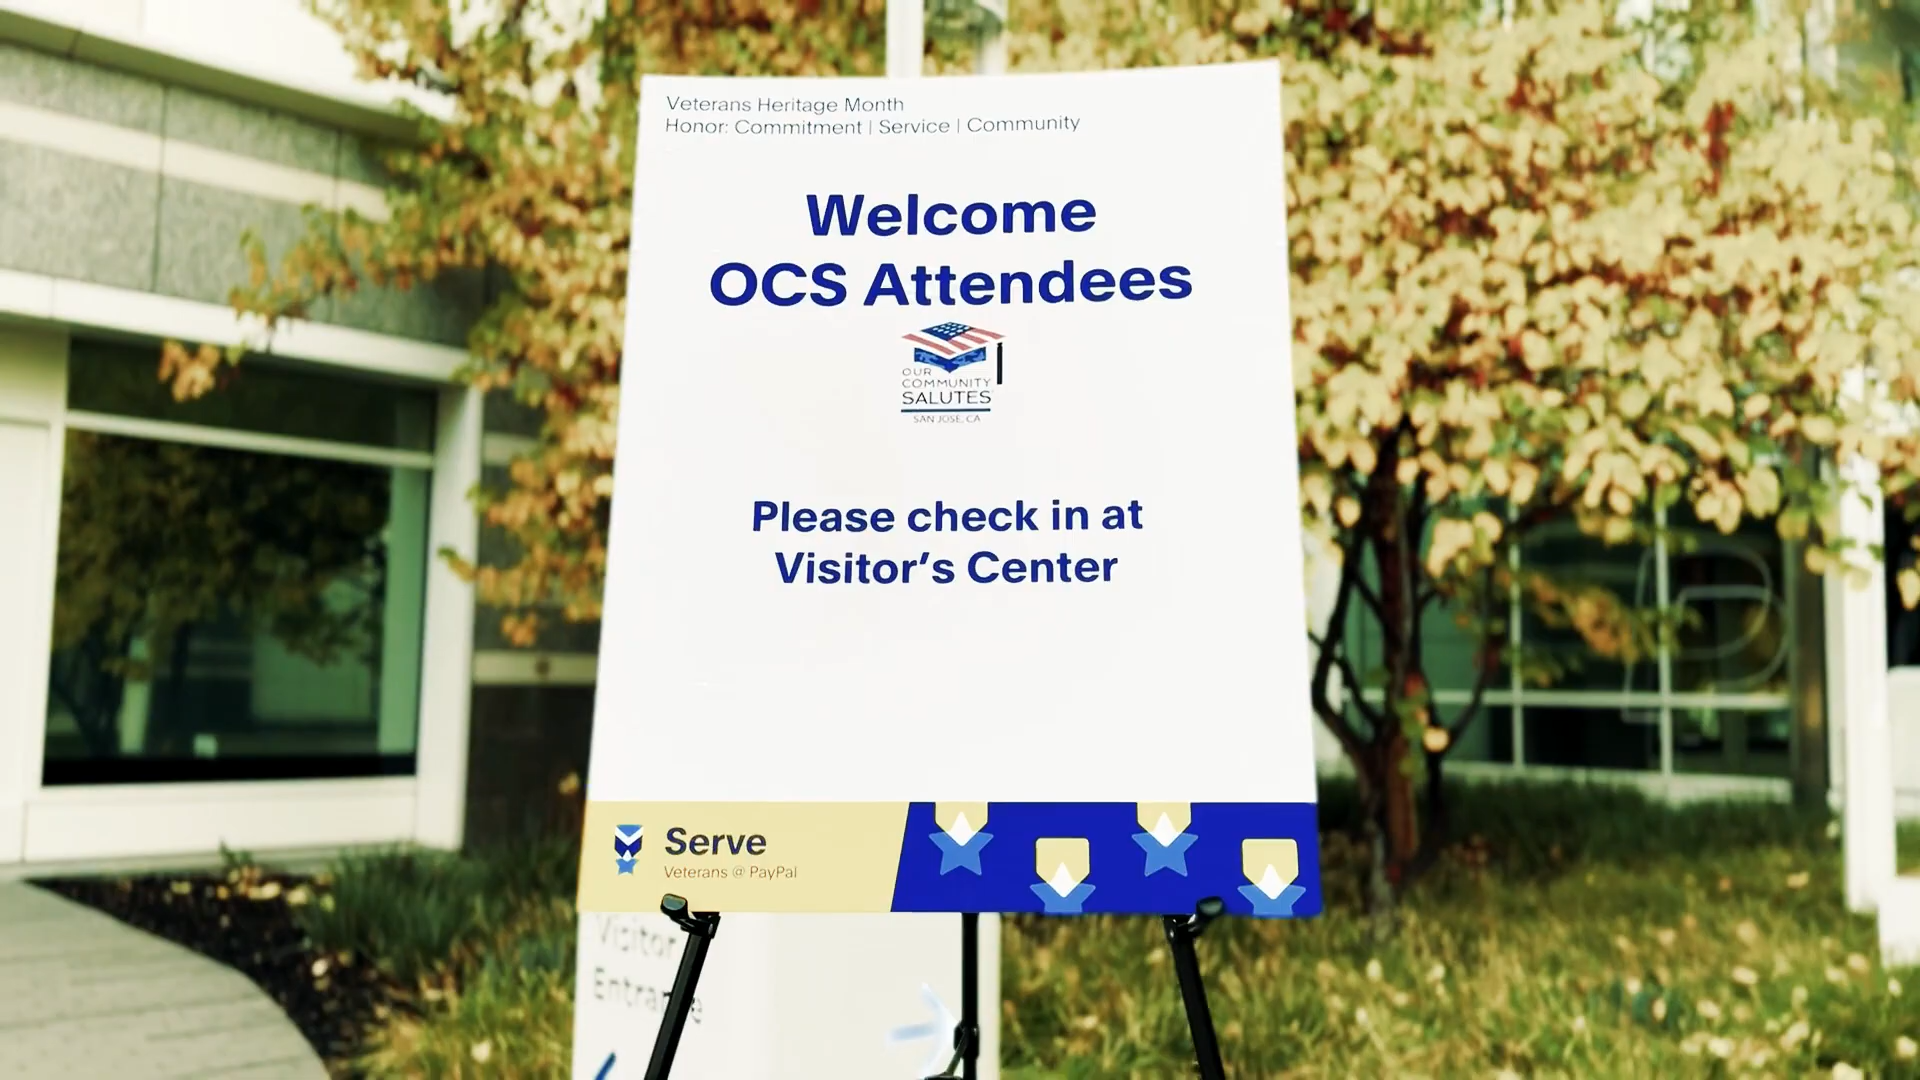 Veterans Heritage Month
Honor: Commitment | Service | Community
Welcome
OCS Attendees
OUR
COMMUNITY
SALUTES
SAN JOSE, CA
Please check in at
Visitor's Center
Serve
Veterans @ PayPal
Visitor
Entrance